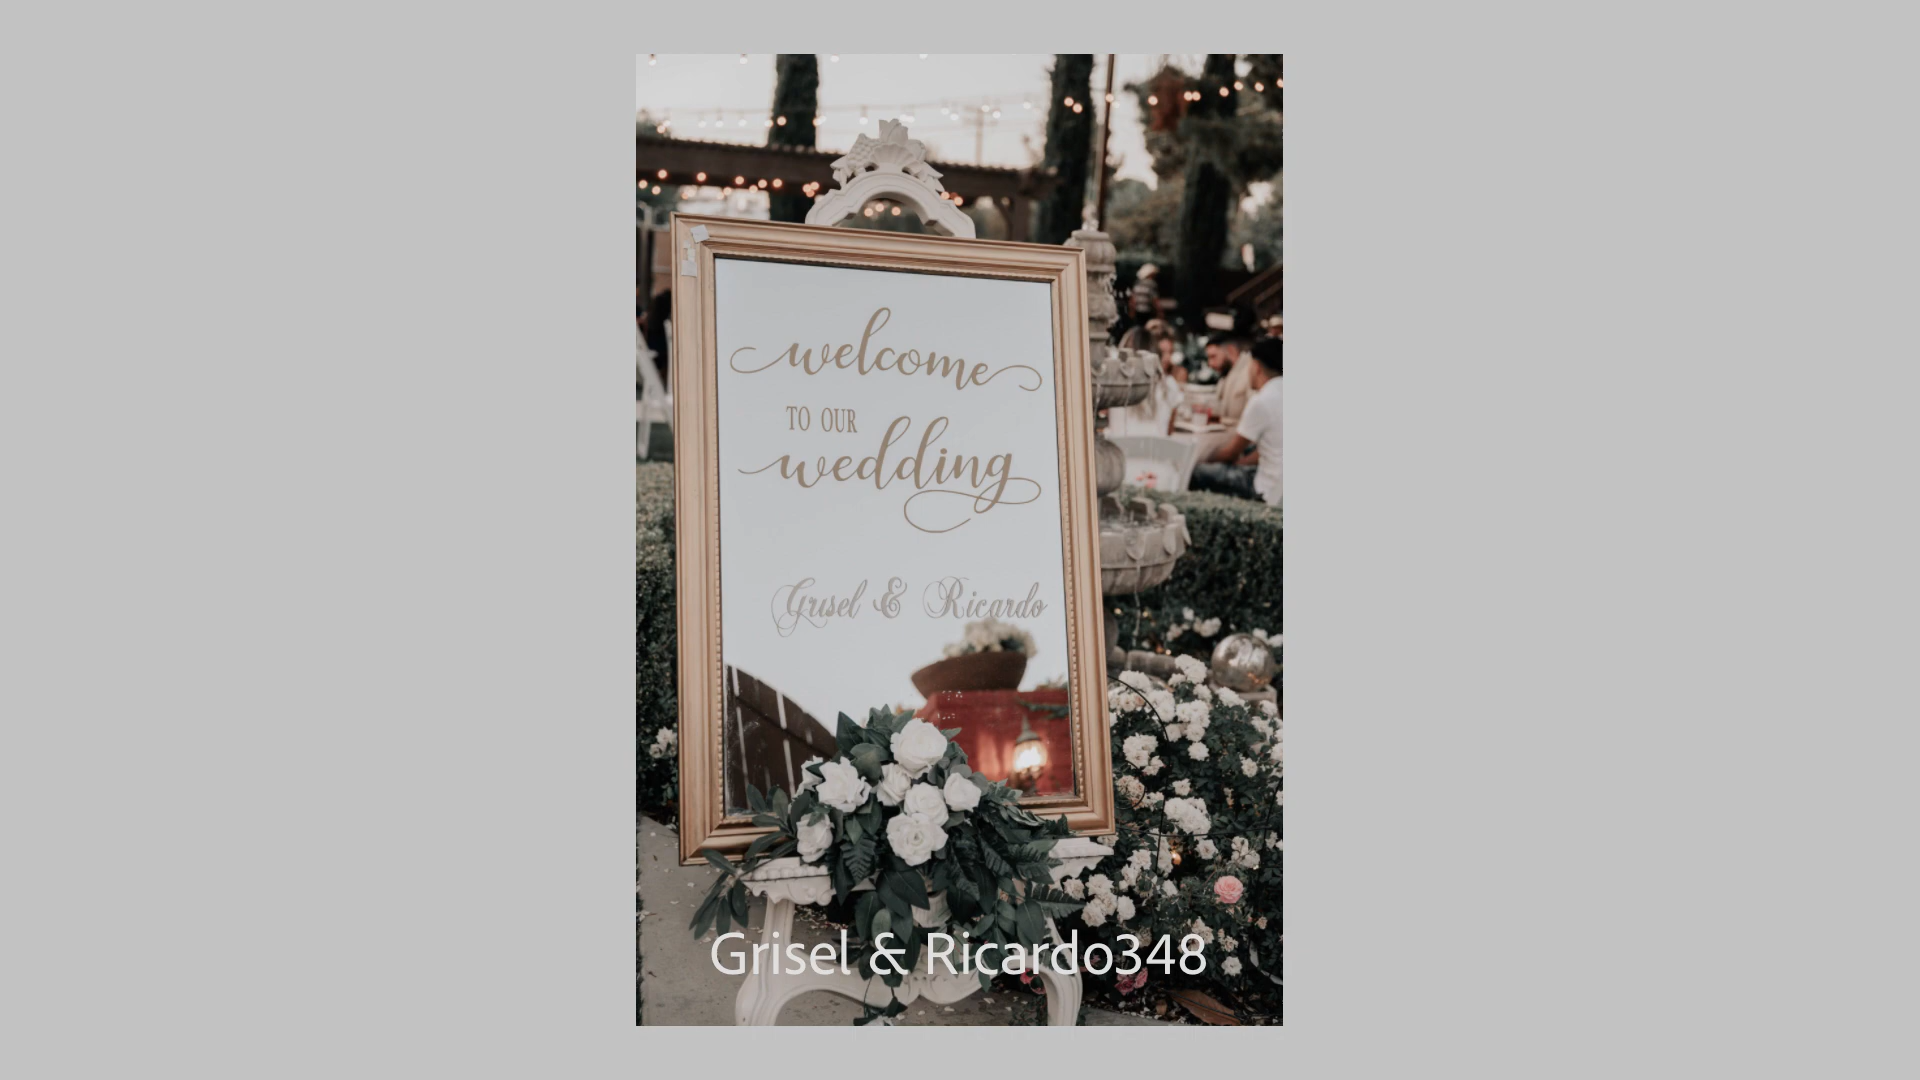 welcome
TO OUR
wedding
Grisel & Ricardo
Grisel & Ricardo348